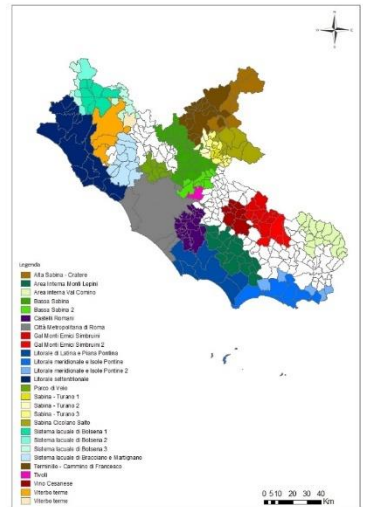 Legenda
Alta Sabina - Cratere
Area Interna Monti Lepini
Area interna Val Comino
Bassa Sabina
Bassa Sabina 2
Castelli Romani
Città Metropolitana di Roma
Gal Monti Ernici Simbruini
Gal Monti Ernici Simbruini 2
Litorale di Latina e Piana Pontina
Litorale meridionale e Isole Pontine
Litorale meridionale e Isole Pontine 2
Litorale settentrionale
Parco di Veio
Sabina - Turano 1
Sabina - Turano 2
Sabina - Turano 3
Sabina Cicolano Salto
Sistema lacuale di Bolsena 1
Sistema lacuale di Bolsena 2
Sistema lacuale di Bolsena 3
Sistema lacuale di Bracciano e Martignano
Terminillo - Cammino di Francesco
Tivoli
Vino Cesanese
Viterbo terme
Viterbo terme
0 5 10 20 30 40
Km